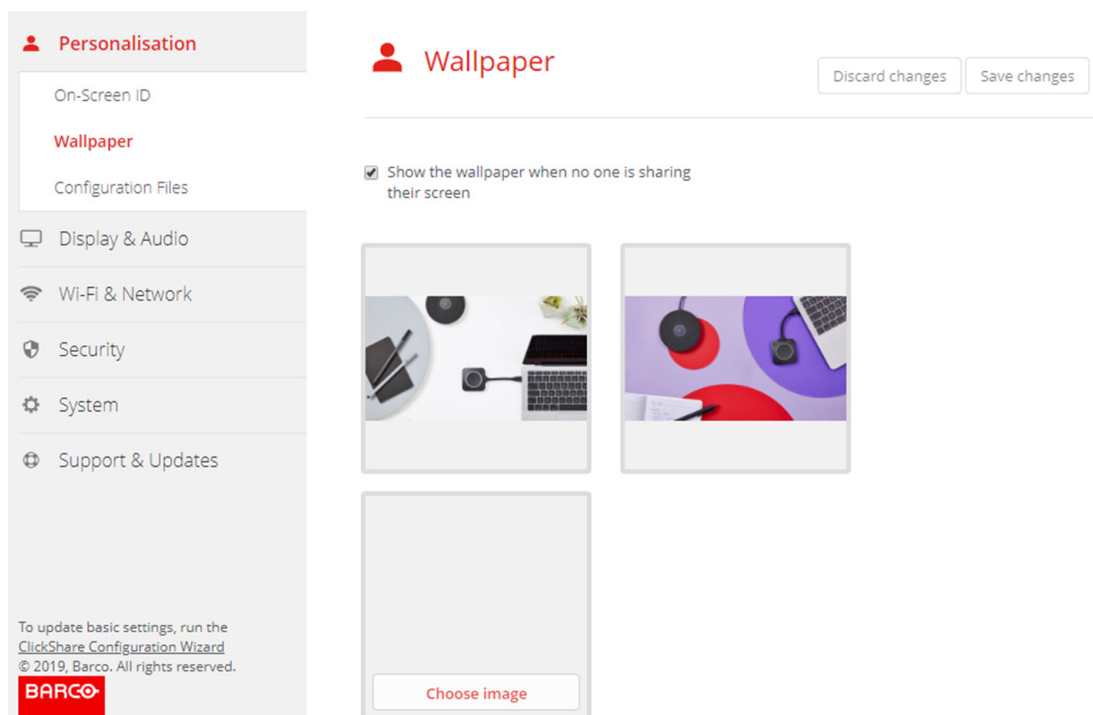 Personalisation
On-Screen ID
Wallpaper
Configuration Files
Display & Audio
Wi-Fi & Network
Security
System
Support & Updates
To update basic settings, run the
ClickShare Configuration Wizard
© 2019, Barco. All rights reserved.
BARCO
Wallpaper
Discard changes
Save changes
Show the wallpaper when no one is sharing
their screen
Choose image